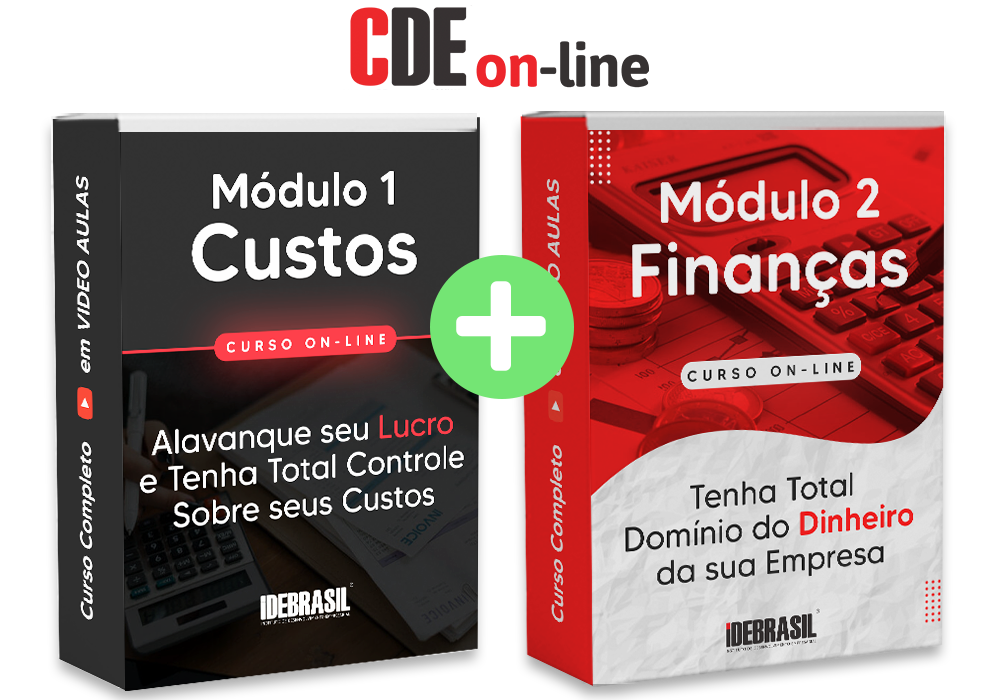 CDE on-line
Curso Completo em VIDEO AULAS
Módulo 1
Custos
CURSO ON-LINE
Alavanque seu Lucro
e Tenha Total Controle
Sobre seus Custos
INVOICE
INVOICE
IDEBRASIL
Curso Completo
O AULAS
Módulo 2
Finanças
CURSO ON-LINE
Tenha Total
Domínio do Dinheiro
da sua Empresa
IDEBRASIL